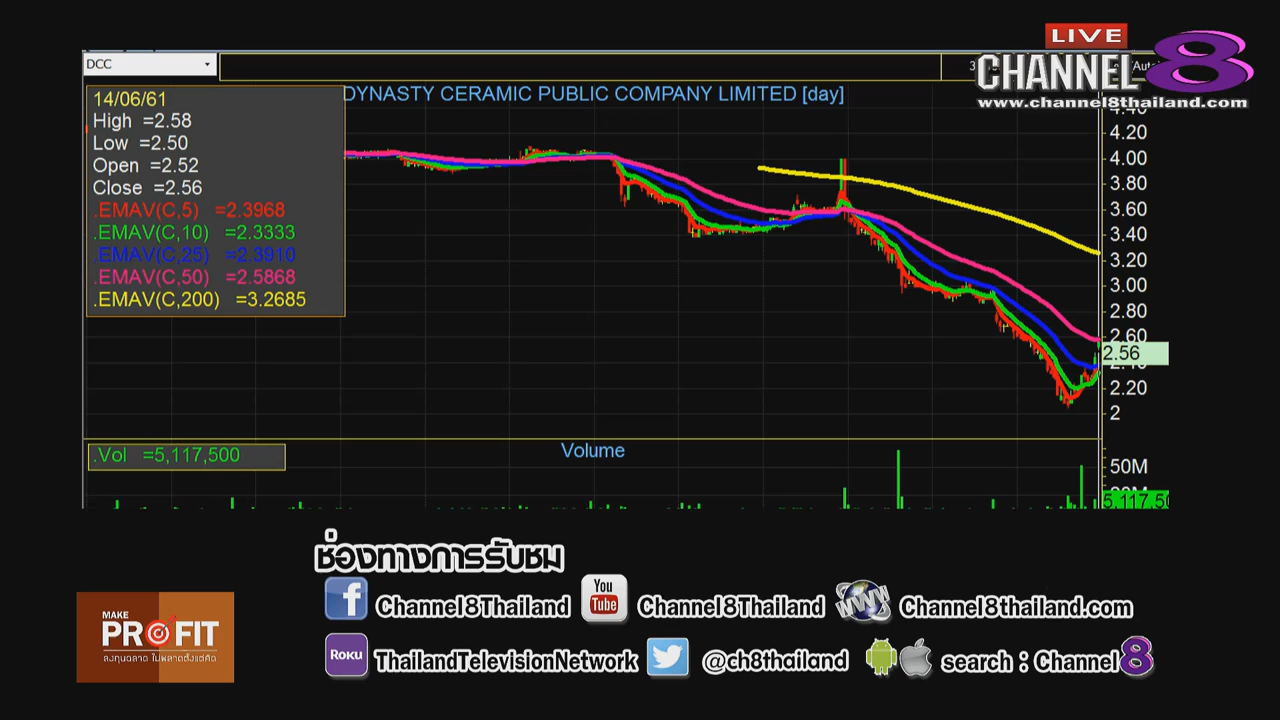 LIVE
CHANNEL 8
www.channel8thailand.com
DCC
DYNASTY CERAMIC PUBLIC COMPANY LIMITED [day]
14/06/61
High =2.58
Low =2.50
Open =2.52
Close =2.56
.EMAV(C,5) =2.3968
.EMAV(C,10) =2.3333
.EMAV(C,25) =2.3910
.EMAV(C,50) =2.5868
.EMAV(C,200) =3.2685
4.20
4.00
3.80
3.60
3.40
3.20
3.00
2.80
2.60
2.56
2.20
2
.Vol =5,117,500
Volume
50M
5,117,50
ช่องทางการรับชม
f Channel8Thailand
You Tube Channel8Thailand
WWW Channel8thailand.com
Roku ThailandTelevisionNetwork
@ch8thailand
search : Channel 8
MAKE
PROFIT
ลงทุนฉลาด ไม่พลาดตั้งแต่คิด